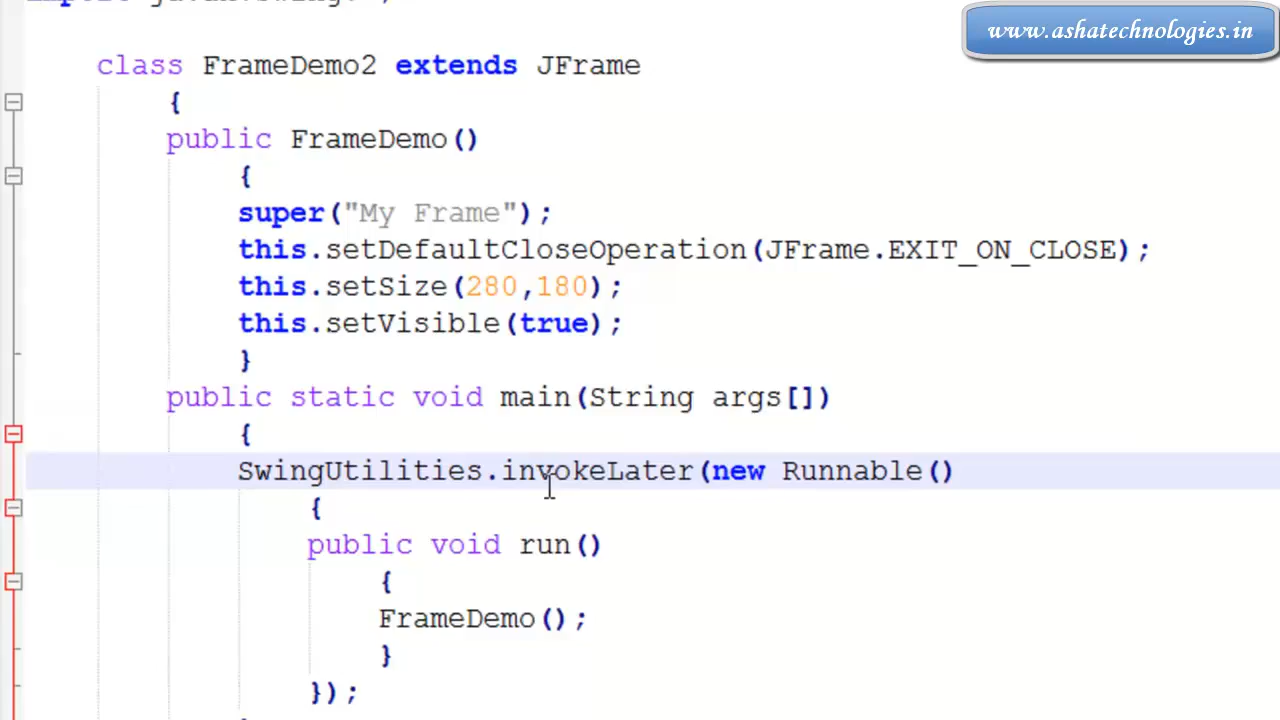 www.ashatechnologies.in
class FrameDemo2 extends JFrame
{
public FrameDemo()
{
super("My Frame");
this.setDefaultCloseOperation(JFrame.EXIT_ON_CLOSE);
this.setSize(280,180);
this.setVisible(true);
}
public static void main(String args[])
{
SwingUtilities.invokeLater(new Runnable()
{
public void run()
{
FrameDemo();
}
});